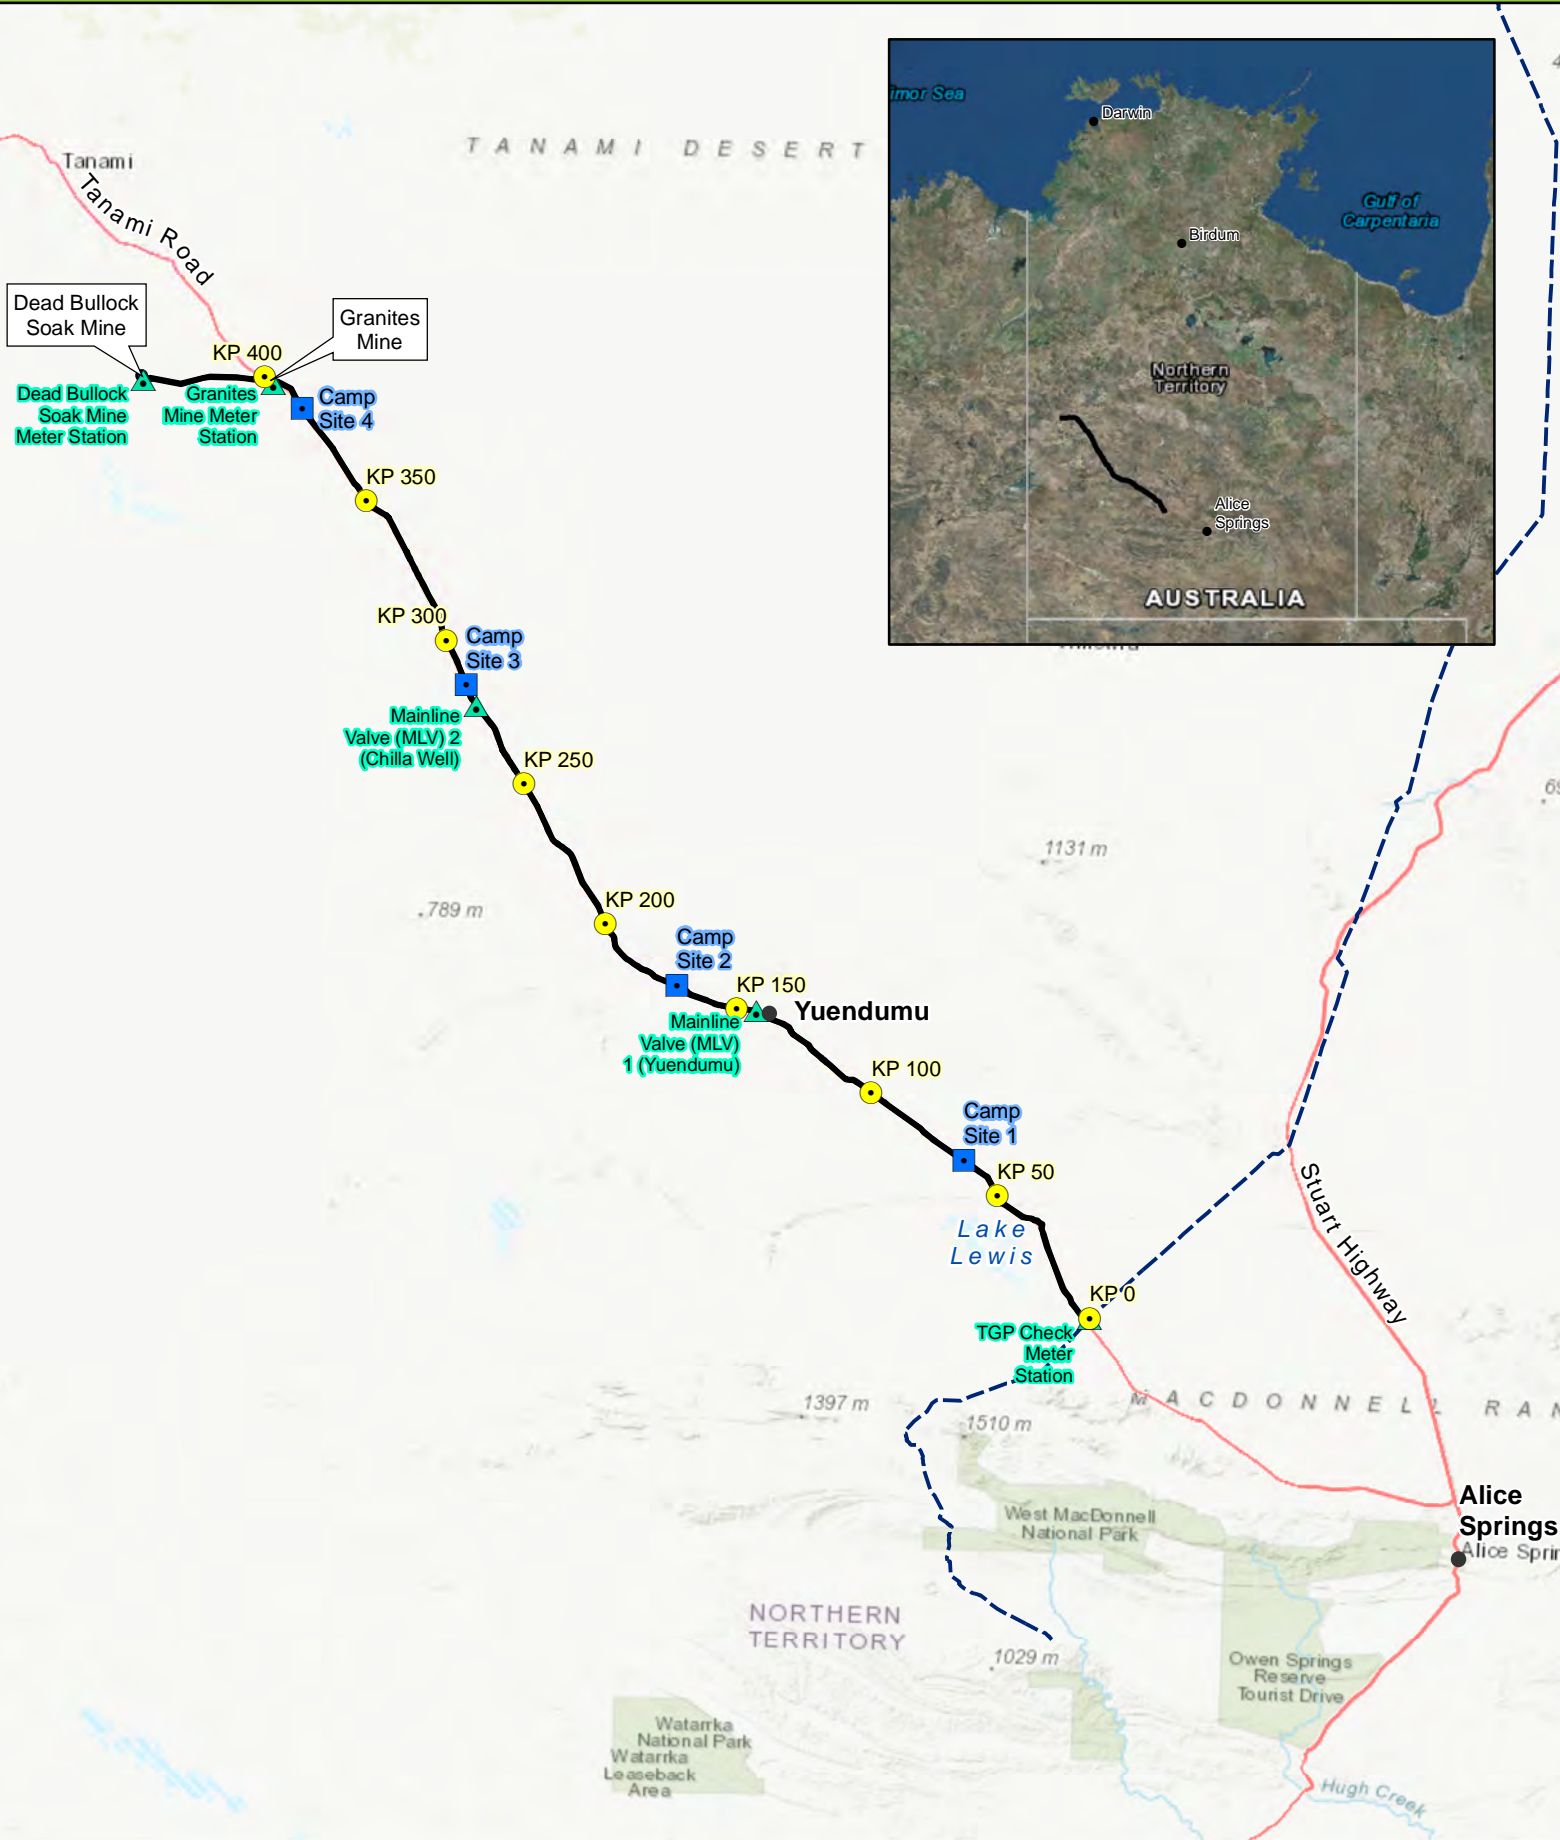 Tanami
TANAMI DESERT
Tanami Road
Dead Bullock
Soak Mine
Granites
Mine
KP 400
Dead Bullock
Soak Mine
Meter Station
Granites
Mine Meter
Station
Camp
Site 4
KP 350
KP 300
Camp
Site 3
Mainline
Valve (MLV) 2
(Chilla Well)
KP 250
1131 m
789 m
KP 200
Camp
Site 2
KP 150
Yuendumu
Mainline
Valve (MLV)
1 (Yuendumu)
KP 100
Camp
Site 1
KP 50
Lake
Lewis
KP 0
TGP Check
Meter
Station
Stuart Highway
1397 m
1510 m
MACDONNELL RAN
West MacDonnell
National Park
Alice
Springs
Alice Sprin
NORTHERN
TERRITORY
1029 m
Owen Springs
Reserve
Tourist Drive
Watarrka
National Park
Watarrka
Leaseback
Area
Hugh Creek
imor Sea
Darwin
Gulf of
Carpentaria
Birdum
Northern
Territory
Alice
Springs
AUSTRALIA